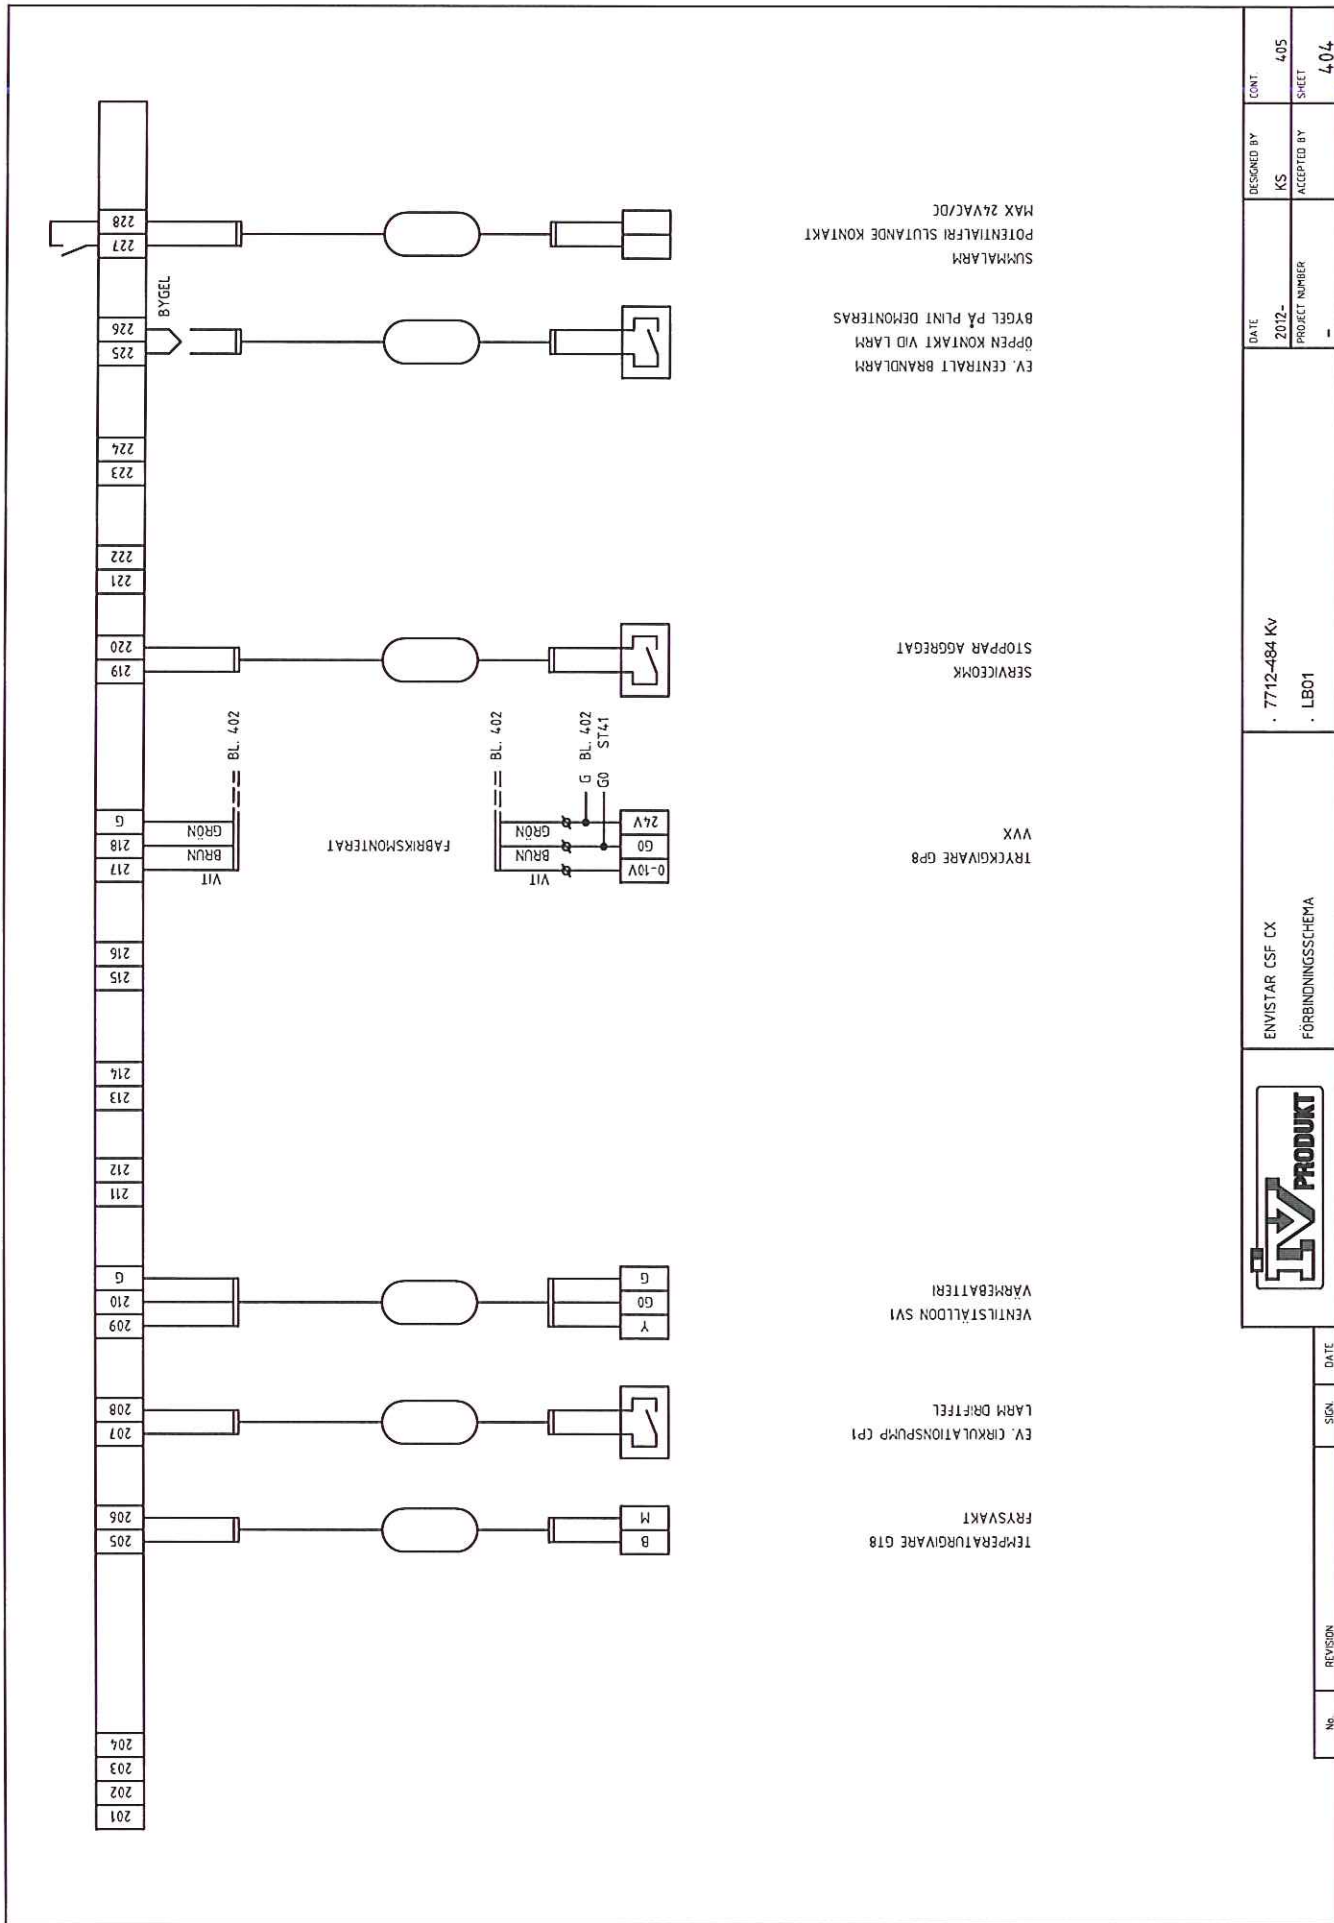 201
202
203
204
205
206
B
M
TEMPERATURGIVARE GT8
FRYSVAKT
207
208
EV. CIRKULATIONSPUMP CP1
LARM DRIFTFEL
209
210
G
Y
G0
G
VENTILSTÄLLDON SV1
VÄRMEBATTERI
211
212
213
214
215
216
217
218
G
VIT
BRUN
GRÖN
BL. 402
FABRIKSMONTERAT
VIT
BRUN
GRÖN
BL. 402
G BL. 402
G0 ST41
0-10V
G0
24V
TRYCKGIVARE GP8
VVX
219
220
SERVICEOMK
STOPPAR AGGREGAT
221
222
223
224
225
226
BYGEL
EV. CENTRALT BRANDLARM
ÖPPEN KONTAKT VID LARM
BYGEL PÅ PLINT DEMONTERAS
227
228
SUMMALARM
POTENTIALFRI SLUTANDE KONTAKT
MAX 24VAC/DC
No.
REVISION
SIGN.
DATE
IV PRODUKT
ENVISTAR CSF CX
FÖRBINDNINGSSCHEMA
. 7712-484 Kv
. LB01
DATE
2012-
PROJECT NUMBER
-
DESIGNED BY
KS
ACCEPTED BY
CONT.
405
SHEET
404